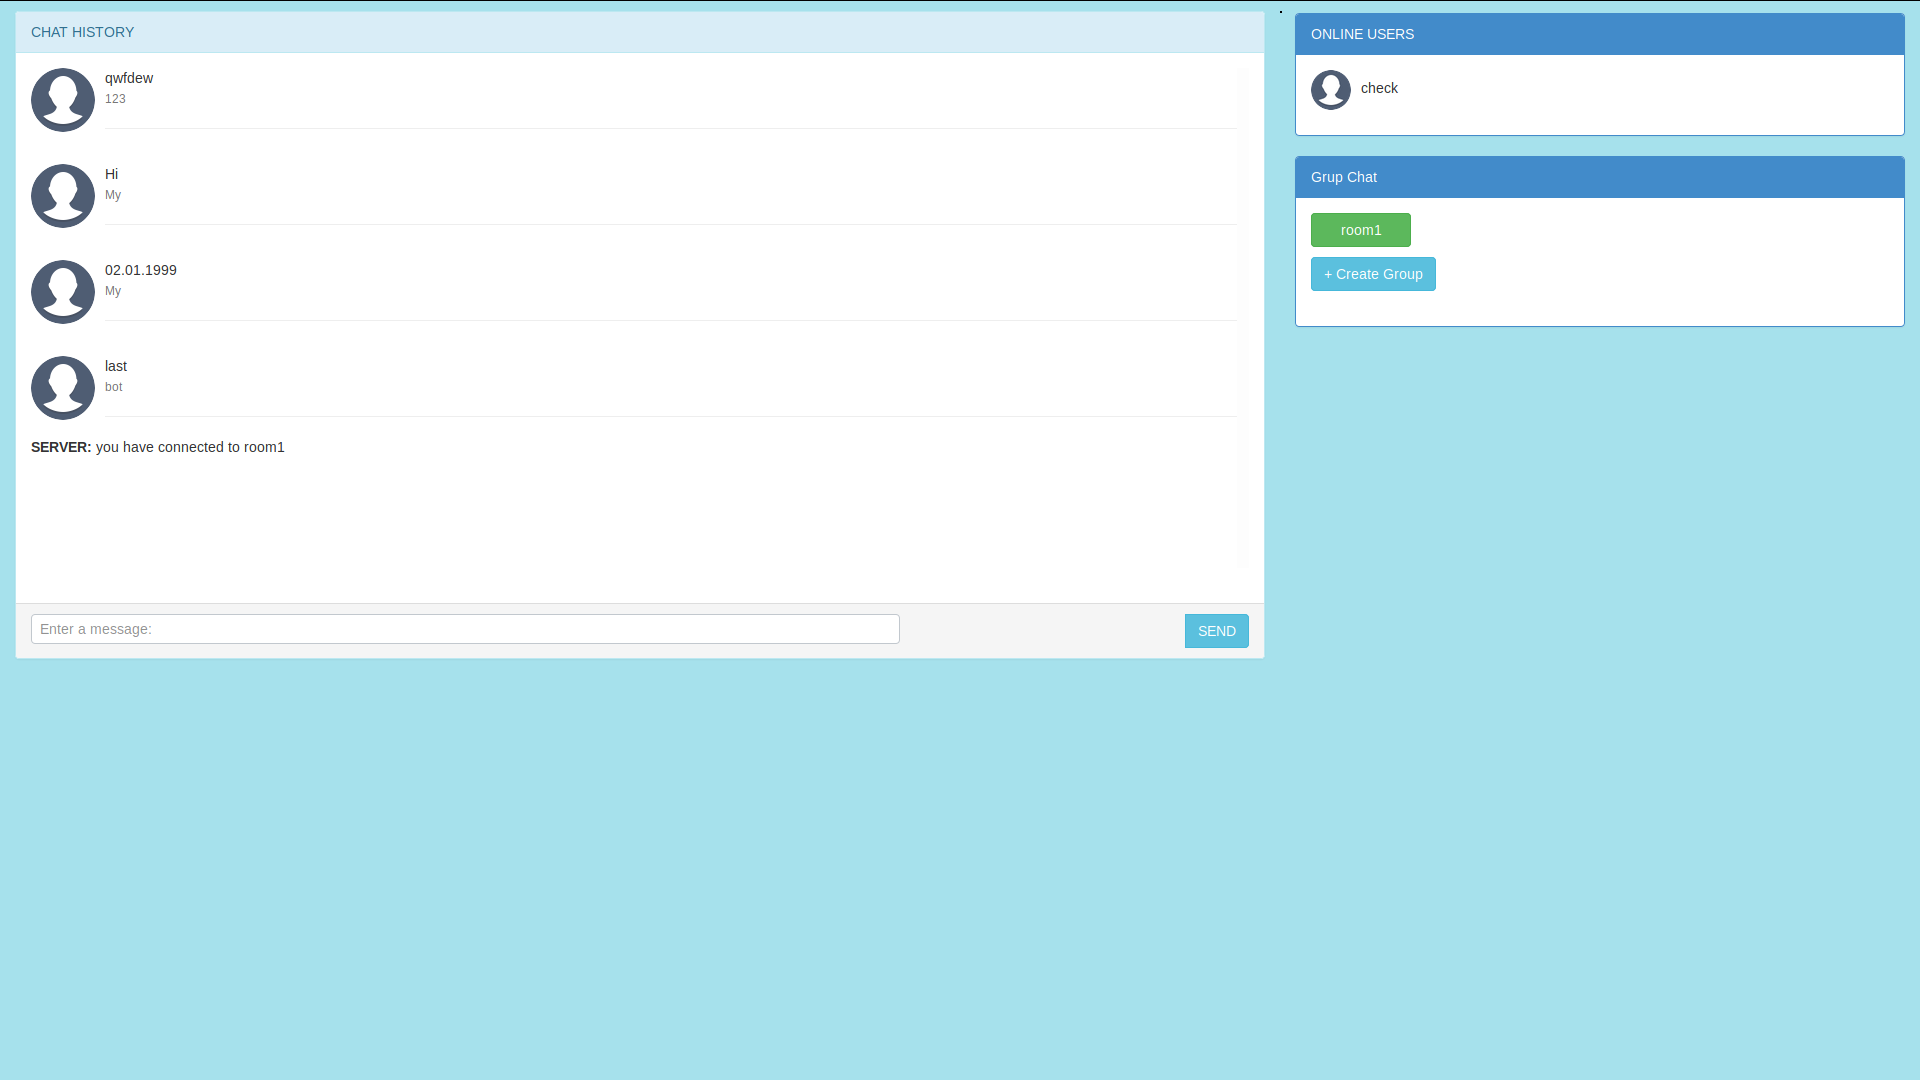 CHAT HISTORY
qwfdew
123
Hi
My
02.01.1999
My
last
bot
SERVER: you have connected to room1
Enter a message:
SEND
.
ONLINE USERS
check
Grup Chat
room1
+ Create Group